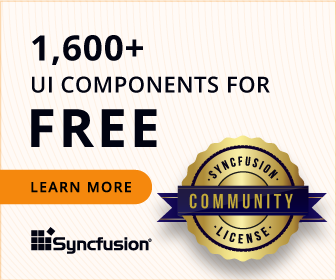 1,600+
UI COMPONENTS FOR
FREE
LEARN MORE
SYNCFUSION
COMMUNITY
LICENSE
Syncfusion®